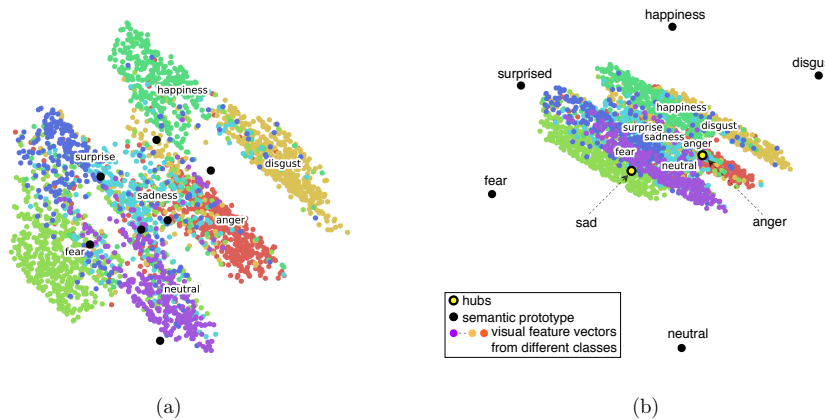 happiness
surprise
disgust
sadness
anger
fear
neutral
(a)
(b)
happiness
disgus
surprised
happiness
surprise
disgust
sadness
anger
fear
neutral
fear
sad
anger
hubs
semantic prototype
visual feature vectors
from different classes
neutral